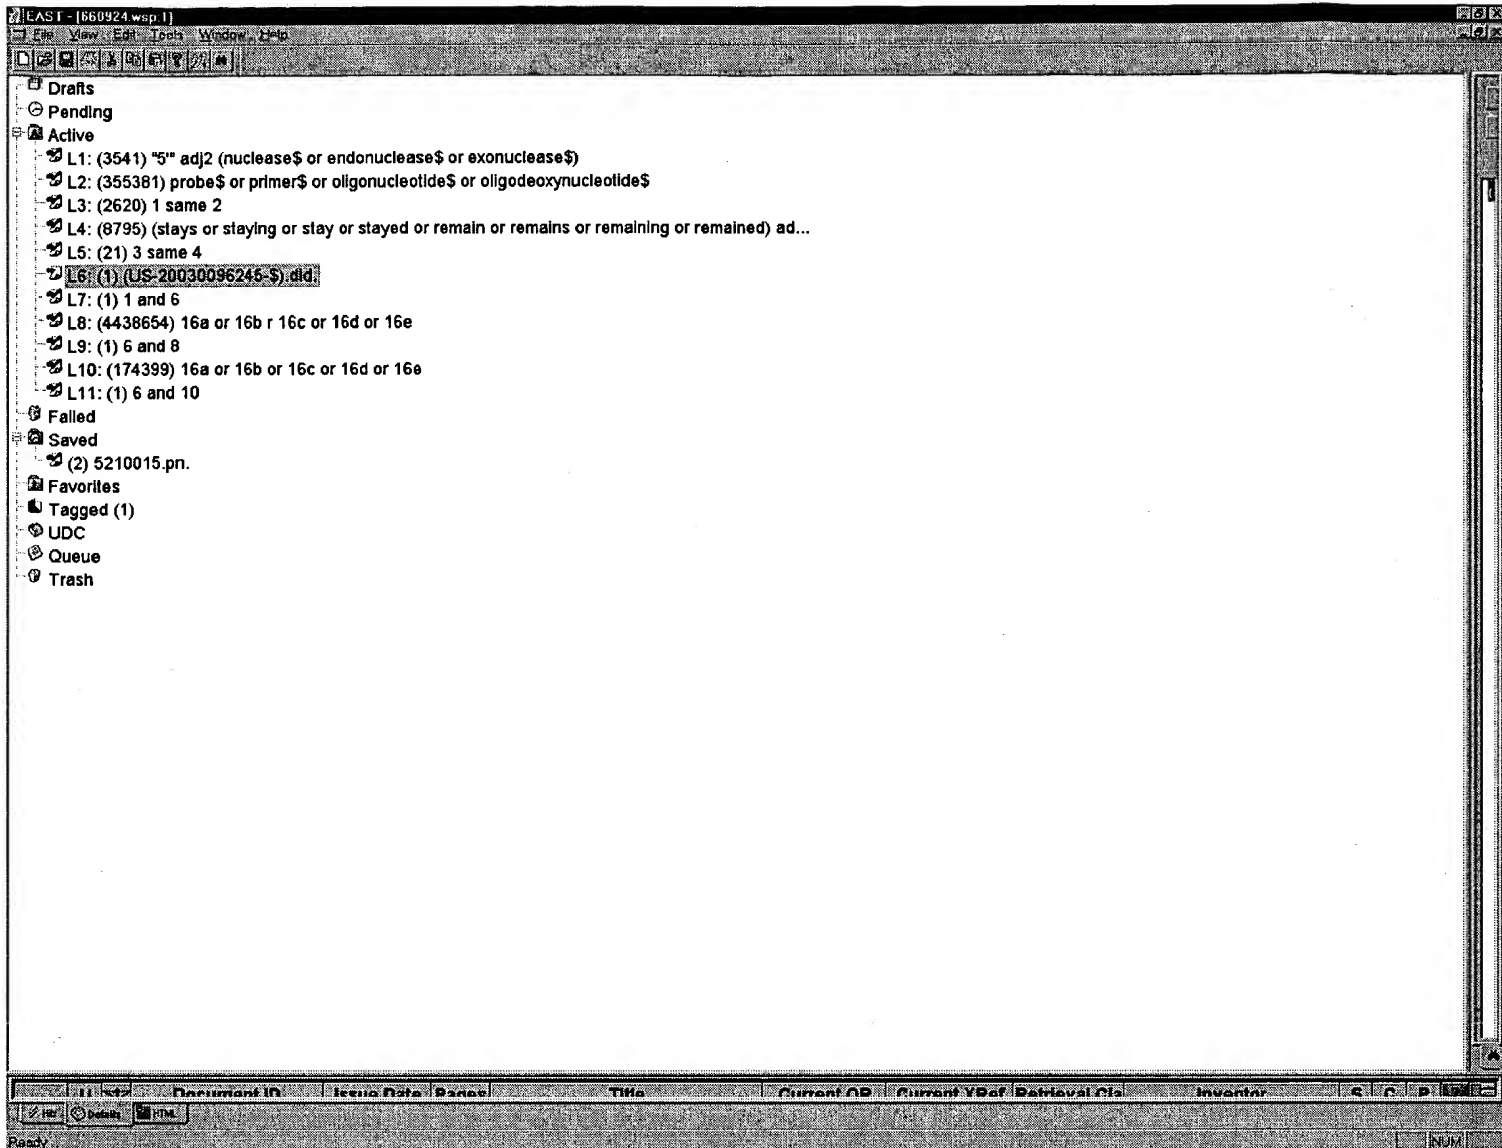 EAST - [660924.wsp:1]
File View Edit Tools Window Help
Drafts
Pending
Active
L1: (3541) "5'" adj2 (nuclease$ or endonuclease$ or exonuclease$)
L2: (355381) probe$ or primer$ or oligonucleotide$ or oligodeoxynucleotide$
L3: (2620) 1 same 2
L4: (8795) (stays or staying or stay or stayed or remain or remains or remaining or remained) ad...
L5: (21) 3 same 4
L6: (1) (US-20030096245-$).did.
L7: (1) 1 and 6
L8: (4438654) 16a or 16b r 16c or 16d or 16e
L9: (1) 6 and 8
L10: (174399) 16a or 16b or 16c or 16d or 16e
L11: (1) 6 and 10
Failed
Saved
(2) 5210015.pn.
Favorites
Tagged (1)
UDC
Queue
Trash
U Document ID Issue Date Pages Title Current OR Current XRef Retrieval Cla Inventor S C P
Details HTML
Ready
NUM